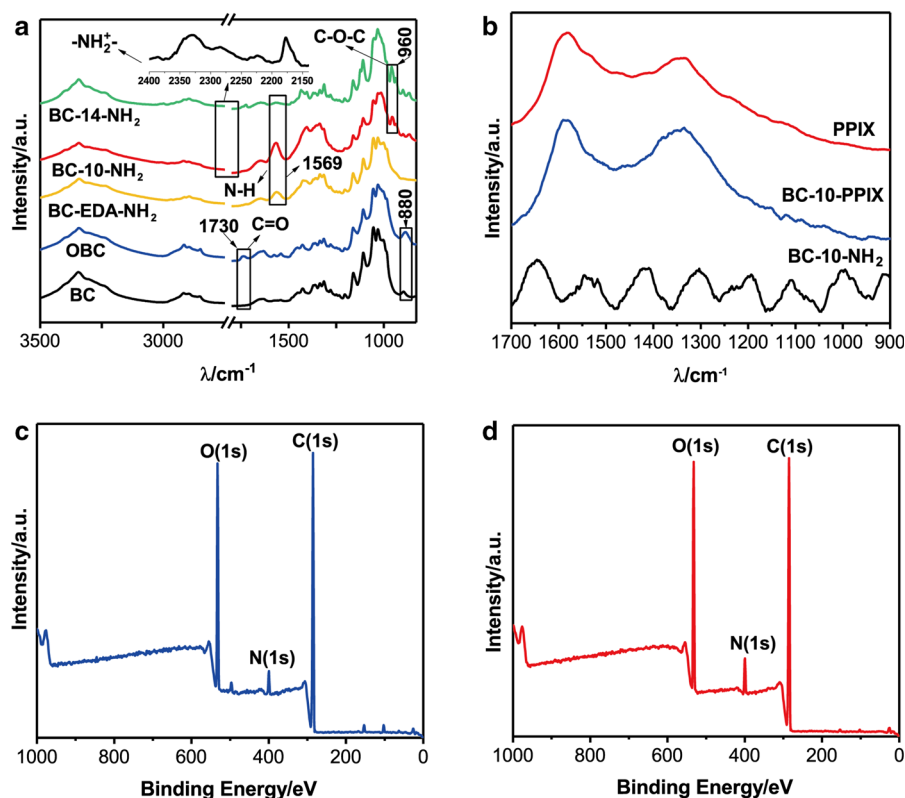 a
-NH₂⁺-
2400 2350 2300 2250 2200 2150
C-O-C
960
BC-14-NH₂
BC-10-NH₂
N-H
1569
BC-EDA-NH₂
1730
C=O
880
OBC
BC
Intensity/a.u.
3500 3000 1500 1000
λ/cm⁻¹
b
PPIX
BC-10-PPIX
BC-10-NH₂
Intensity/a.u.
1700 1600 1500 1400 1300 1200 1100 1000 900
λ/cm⁻¹
c
O(1s)
C(1s)
N(1s)
Intensity/a.u.
1000 800 600 400 200 0
Binding Energy/eV
d
O(1s)
C(1s)
N(1s)
Intensity/a.u.
1000 800 600 400 200 0
Binding Energy/eV